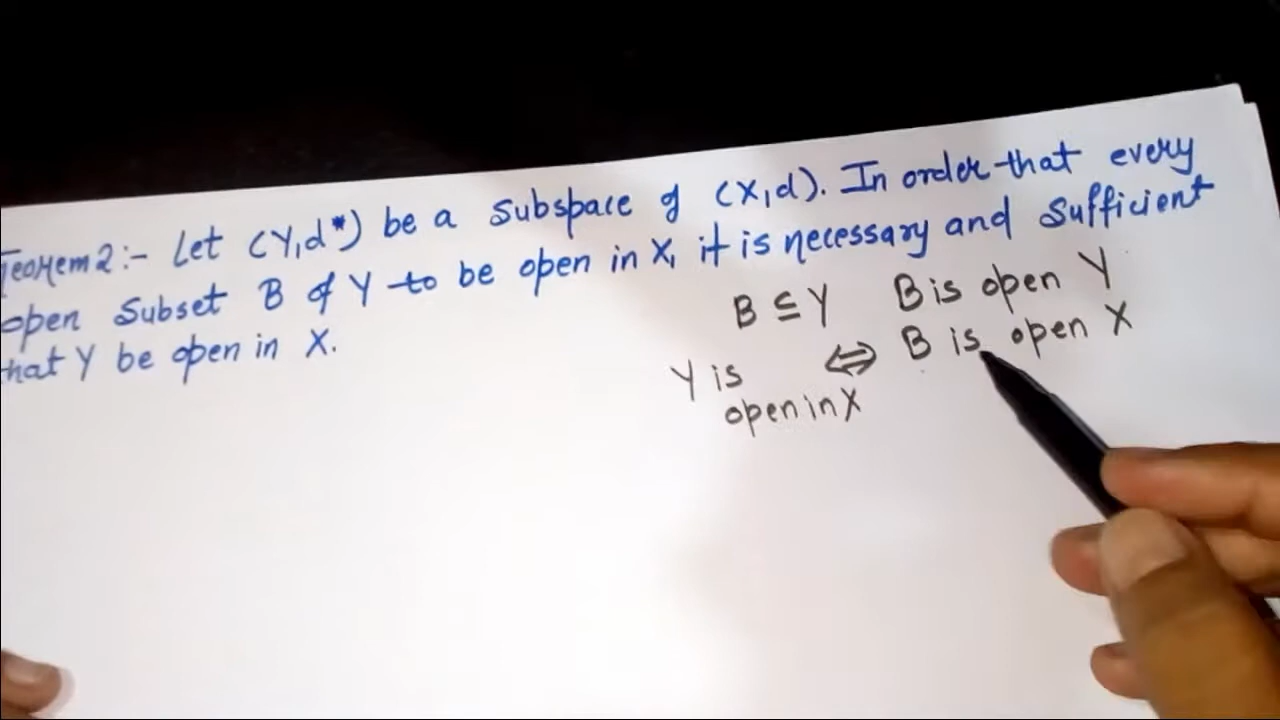 Teorem 2:- Let (Y,d*) be a subspace of (X,d). In order that every
open subset B of Y to be open in X, it is necessary and sufficient
that Y be open in X.
B ⊆ Y B is open Y
Y is ⇔ B is open X
open in X